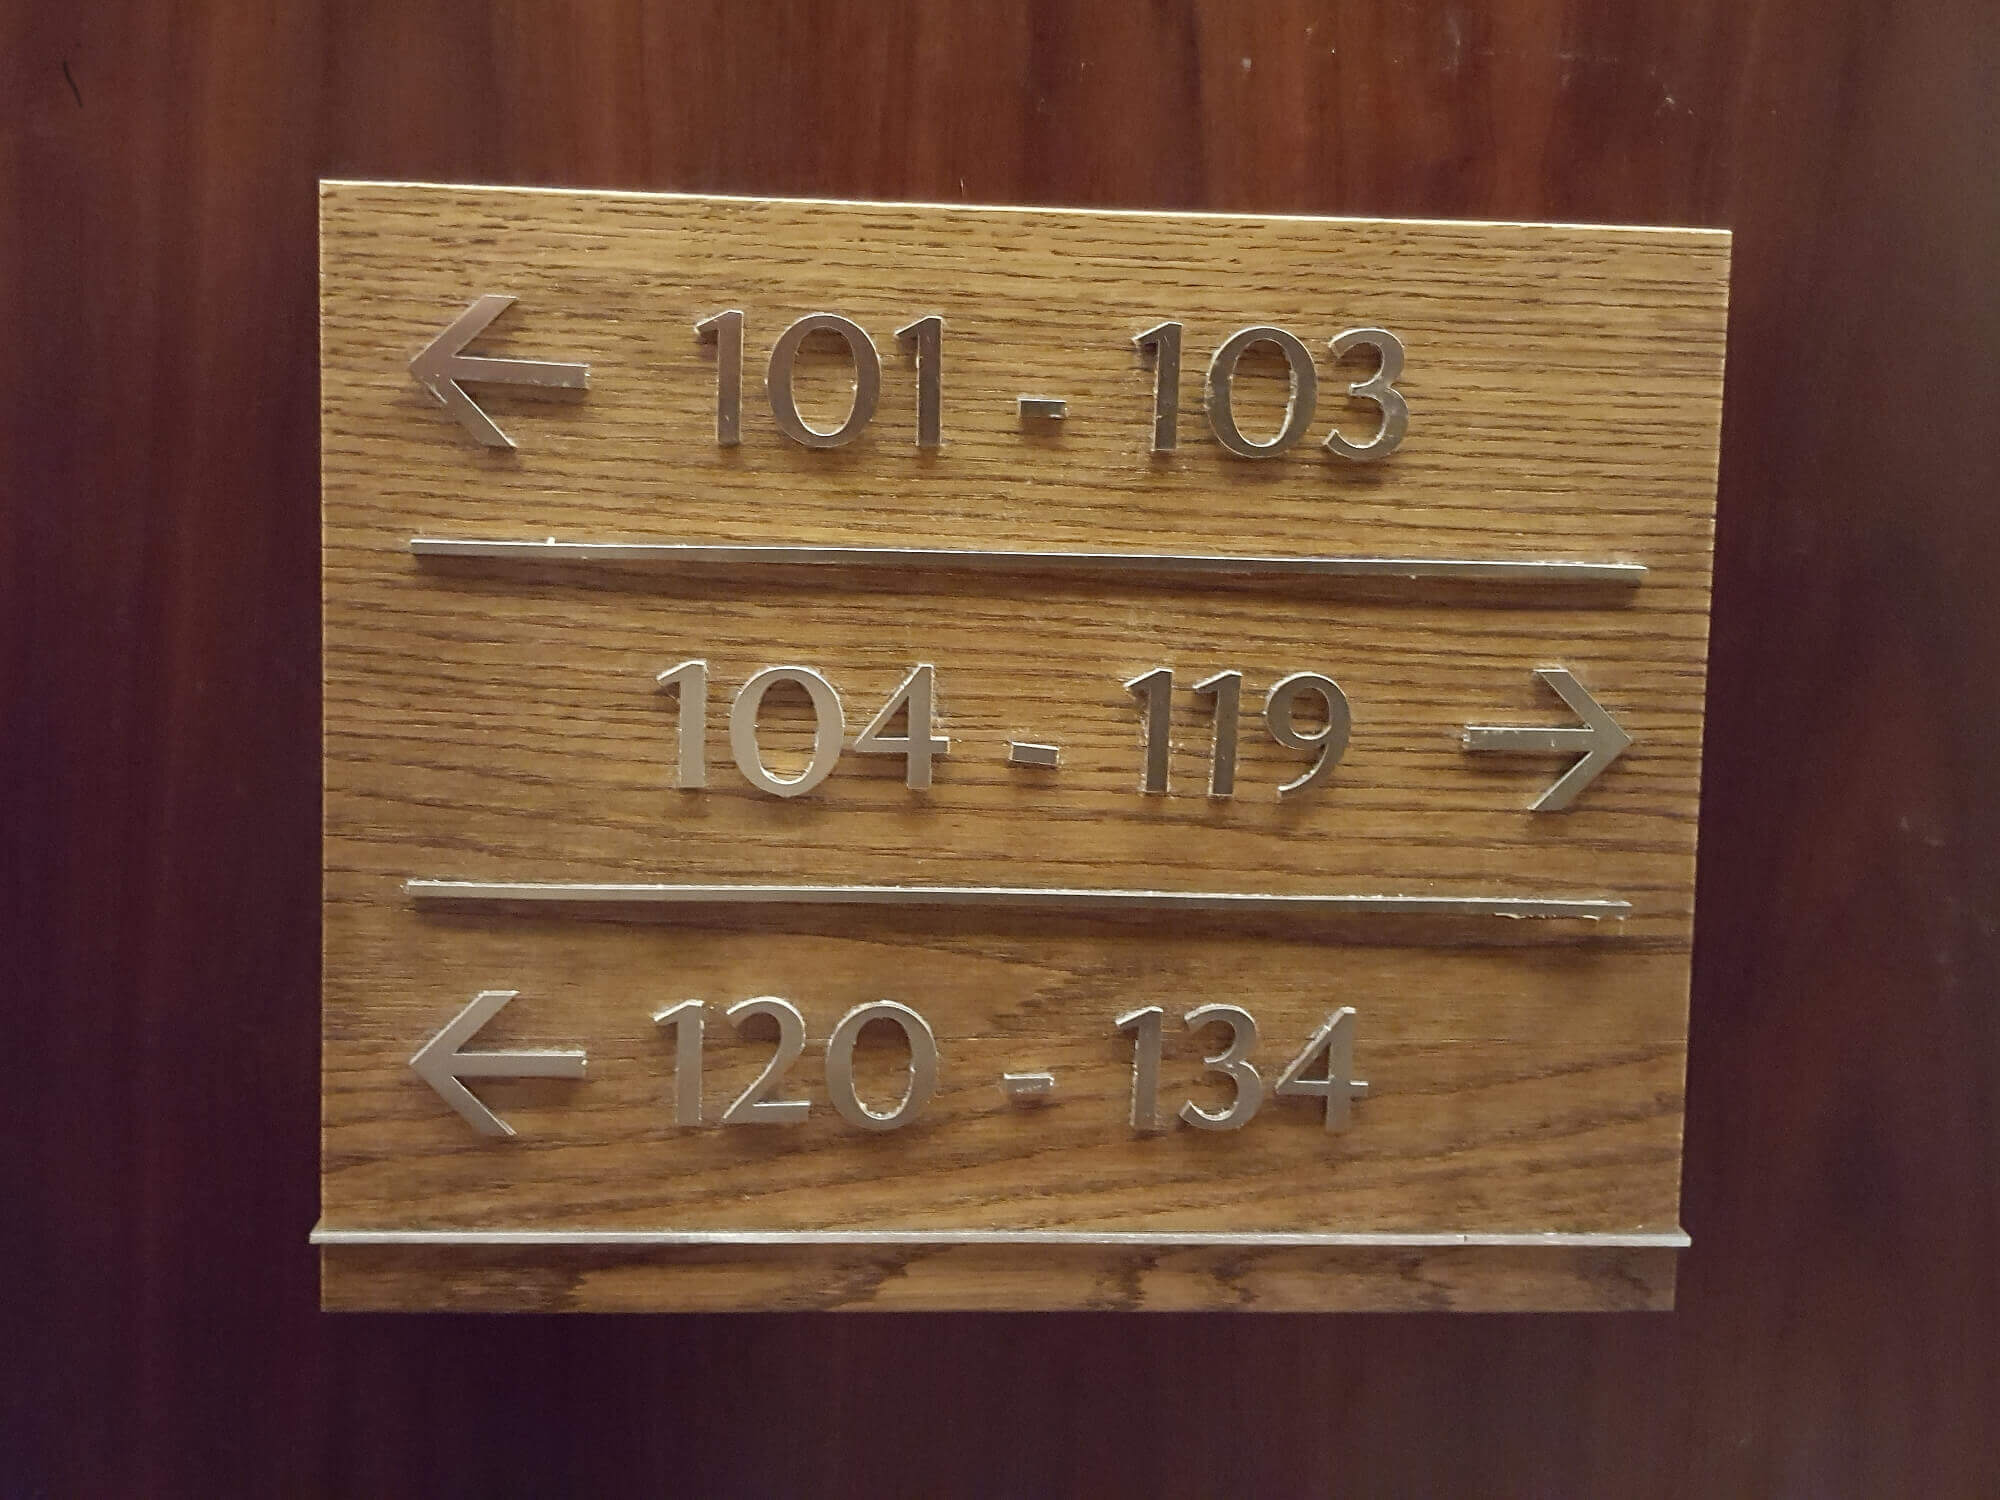 ← 101 - 103
104 - 119 →
← 120 - 134